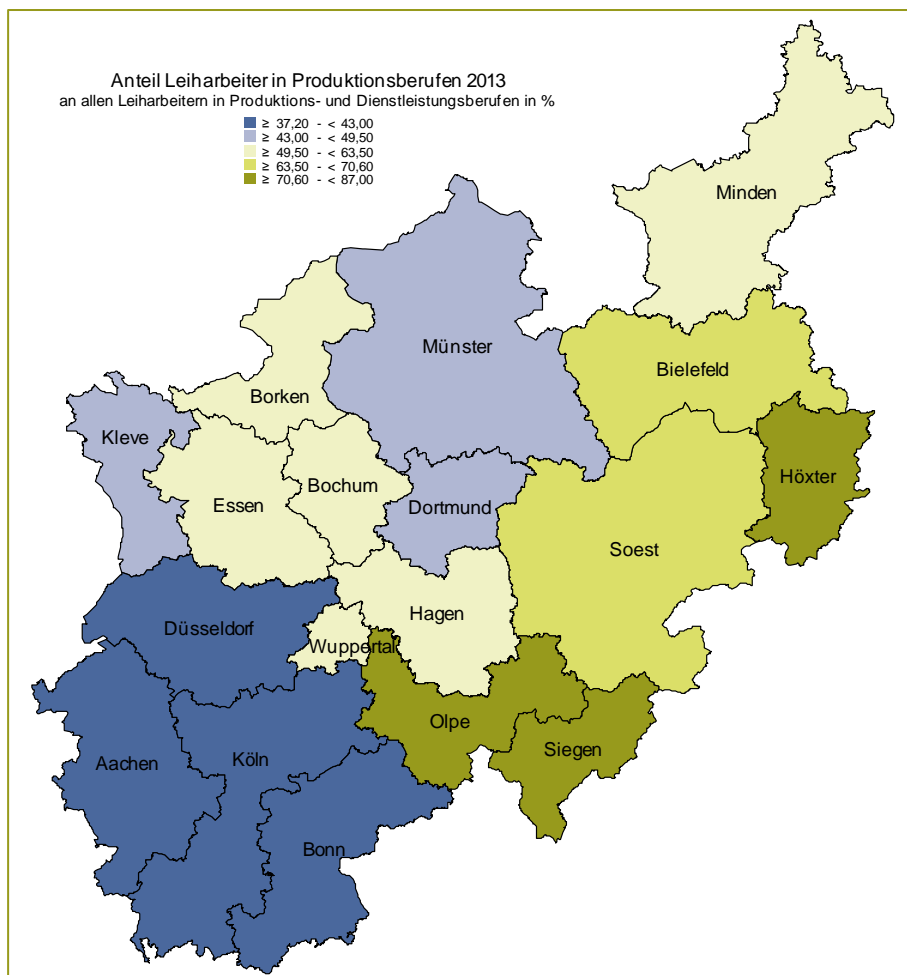 Anteil Leiharbeiter in Produktionsberufen 2013
an allen Leiharbeitern in Produktions- und Dienstleistungsberufen in %
≥ 37,20 - < 43,00
≥ 43,00 - < 49,50
≥ 49,50 - < 63,50
≥ 63,50 - < 70,60
≥ 70,60 - < 87,00
Minden
Münster
Bielefeld
Borken
Kleve
Höxter
Bochum
Essen
Dortmund
Soest
Hagen
Düsseldorf
Wuppertal
Olpe
Siegen
Köln
Aachen
Bonn